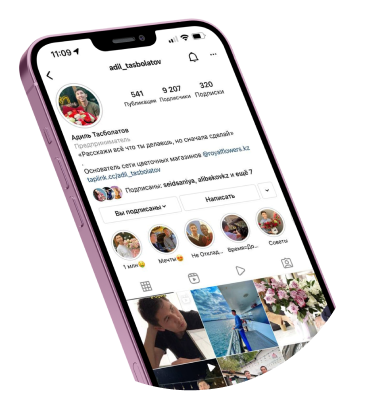 11:09
adil_tasbolatov
541 9 207 320
Публикации Подписчики Подписки
Адиль Тасболатов
Предприниматель
«Расскажи всё что ты делаешь, но сначала сделай»
.
Основатель сети цветочных магазинов @royalflowers.kz
taplink.cc/adil_tasbolatov
Подписаны: seidsaniya, alibekovkz и ещё 7
Вы подписаны Написать
1 млн😄 Мечты😍 Не Отклад... Время=До... Советы